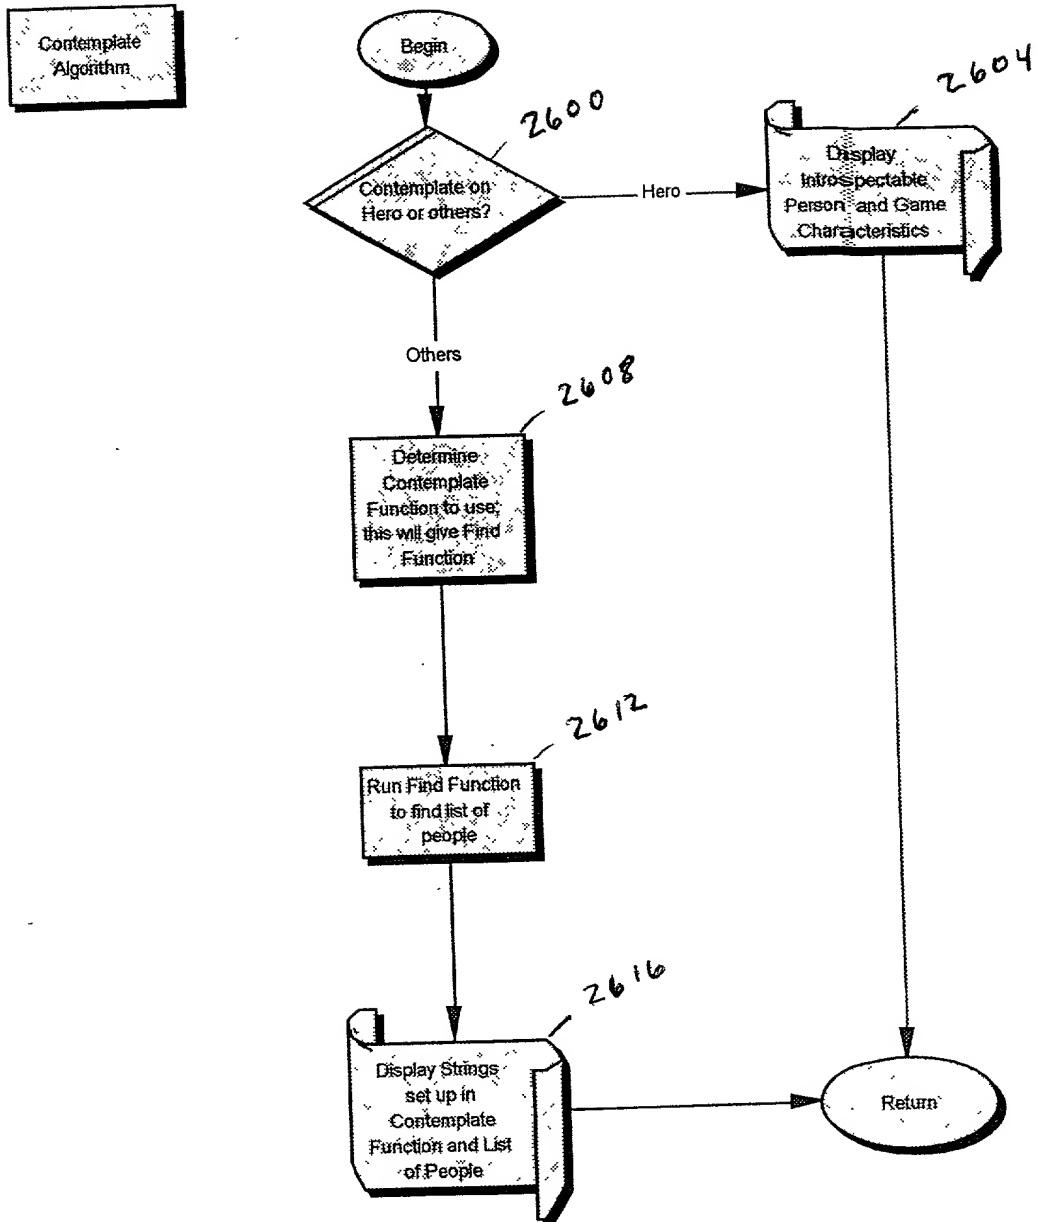 Contemplate
Algorithm
Begin
2600
Contemplate on
Hero or others?
Hero
2604
Display
Introspectable
Person and Game
Characteristics
Others
2608
Determine
Contemplate
Function to use;
this will give Find
Function
2612
Run Find Function
to find list of
people
2616
Display Strings
set up in
Contemplate
Function and List
of People
Return